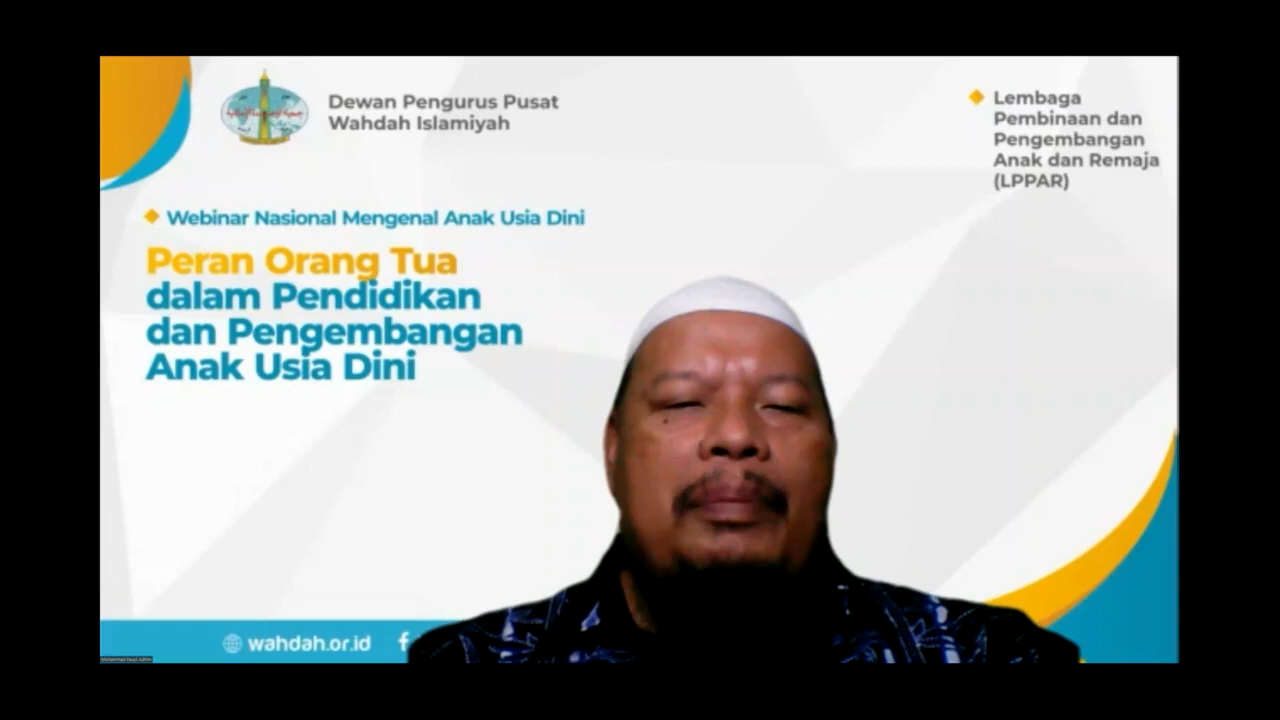 Dewan Pengurus Pusat
Wahdah Islamiyah
Lembaga
Pembinaan dan
Pengembangan
Anak dan Remaja
(LPPAR)
Webinar Nasional Mengenal Anak Usia Dini
Peran Orang Tua
dalam Pendidikan
dan Pengembangan
Anak Usia Dini
wahdah.or.id